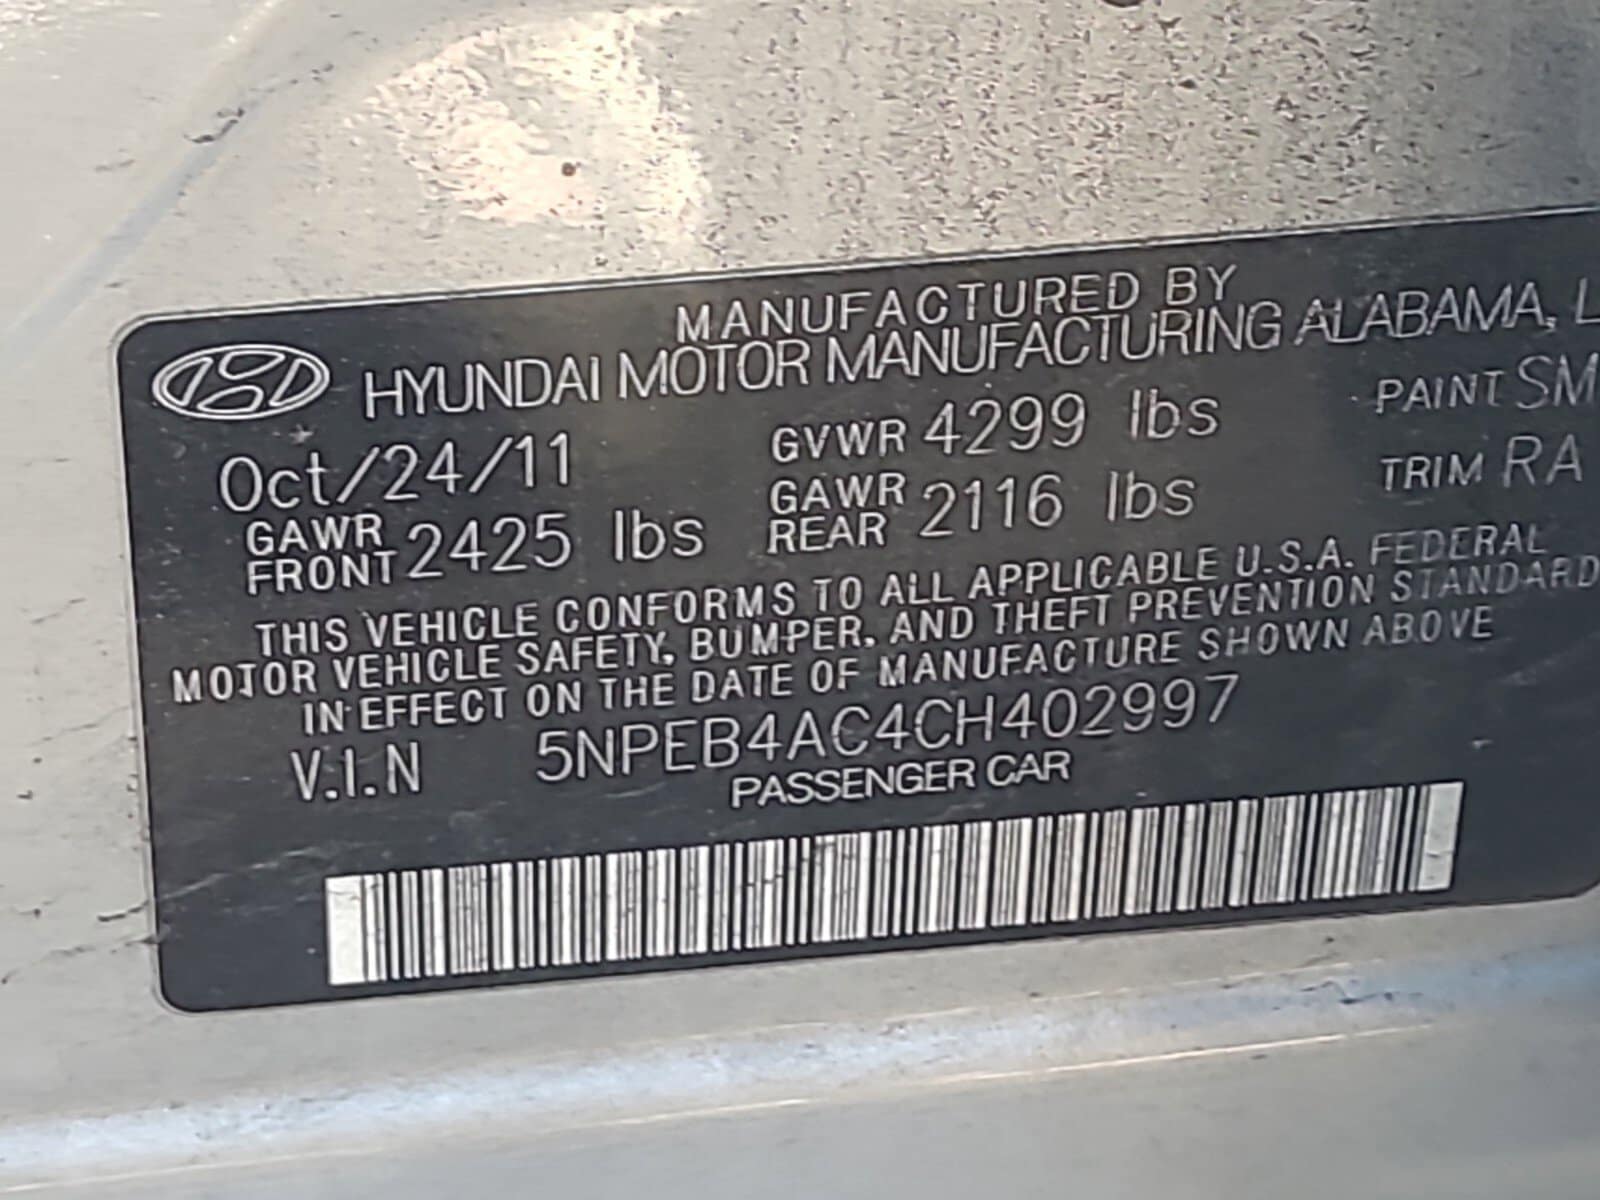 MANUFACTURED BY
HYUNDAI MOTOR MANUFACTURING ALABAMA, L
Oct/24/11 GVWR 4299 lbs PAINT SM
GAWR FRONT 2425 lbs GAWR REAR 2116 lbs TRIM RA
THIS VEHICLE CONFORMS TO ALL APPLICABLE U.S.A. FEDERAL
MOTOR VEHICLE SAFETY, BUMPER, AND THEFT PREVENTION STANDARD
IN EFFECT ON THE DATE OF MANUFACTURE SHOWN ABOVE
V.I.N 5NPEB4AC4CH402997
PASSENGER CAR